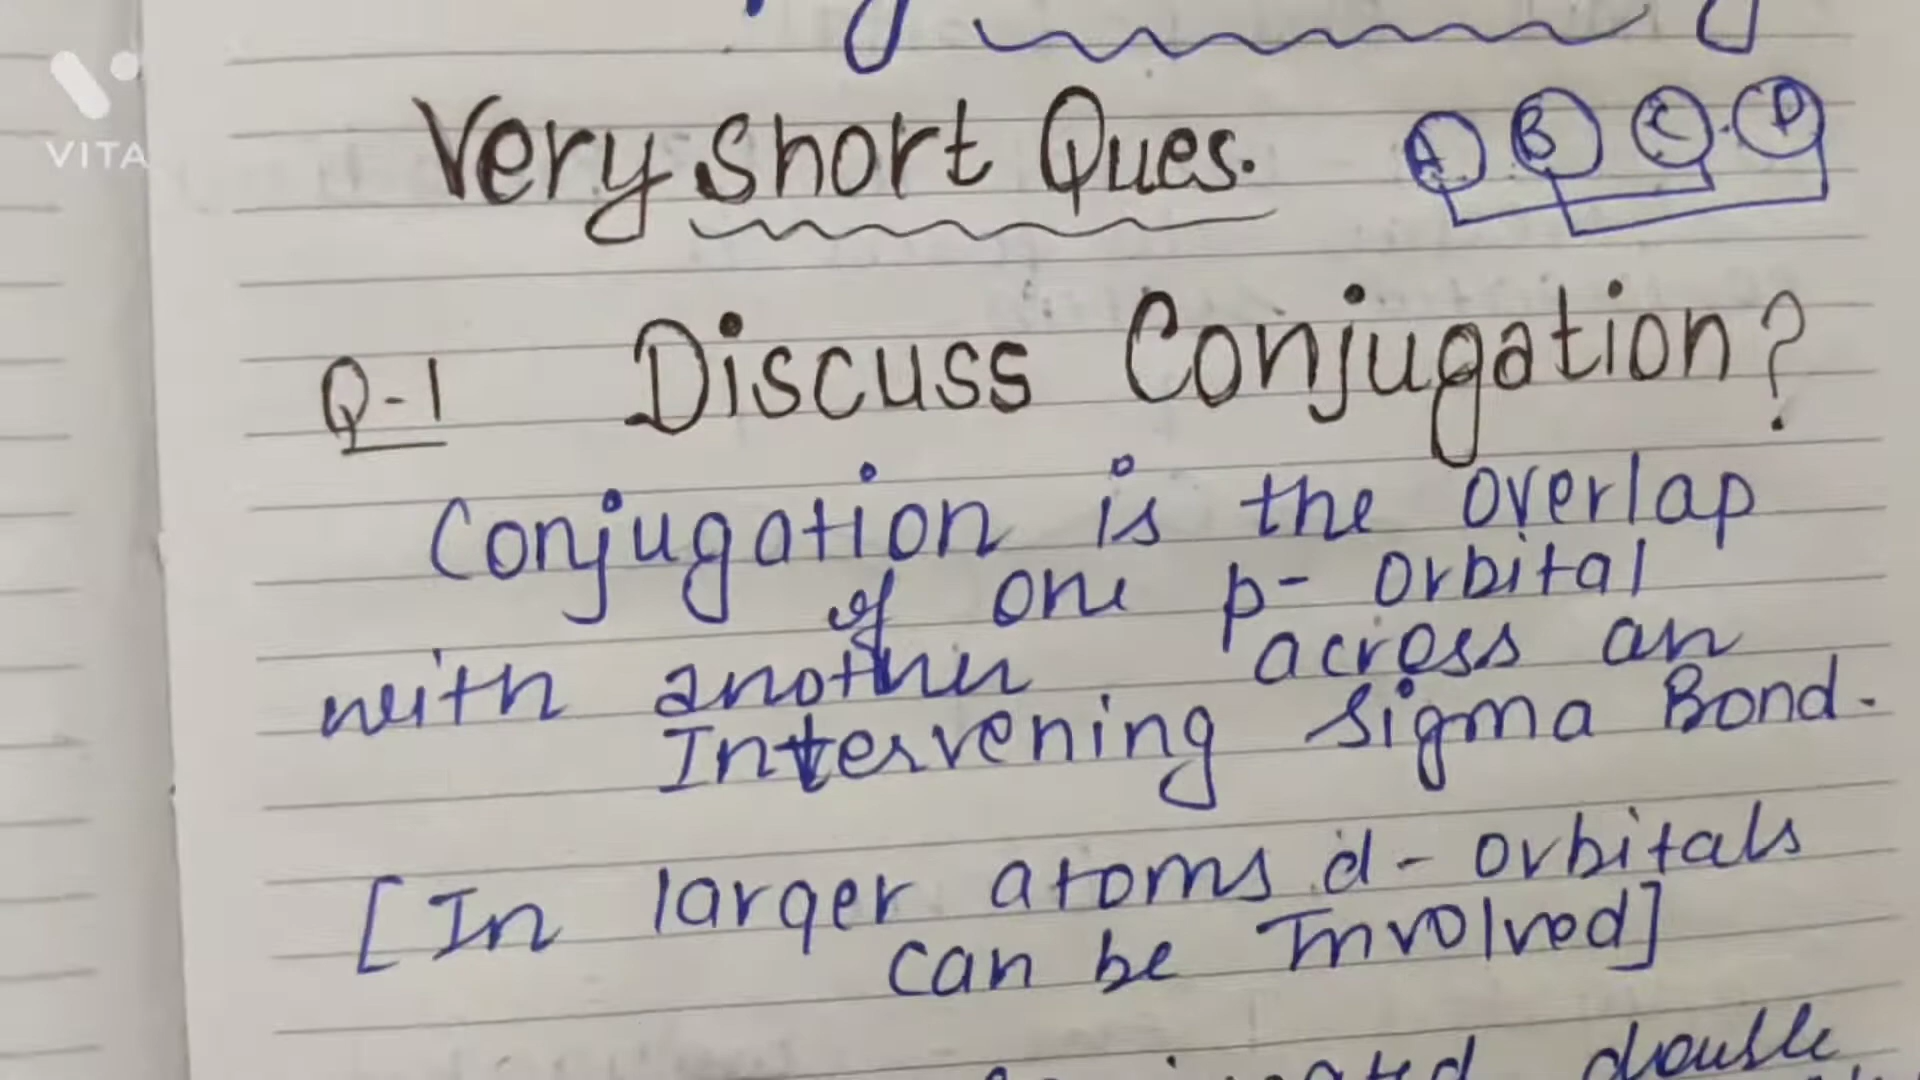 VITA
Very short Ques.
A B C D
Q-1 Discuss Conjugation?
Conjugation is the overlap
of one p- orbital
with another across an
Intervening sigma Bond.
[In larger atoms d- orbitals
can be Involved]
double